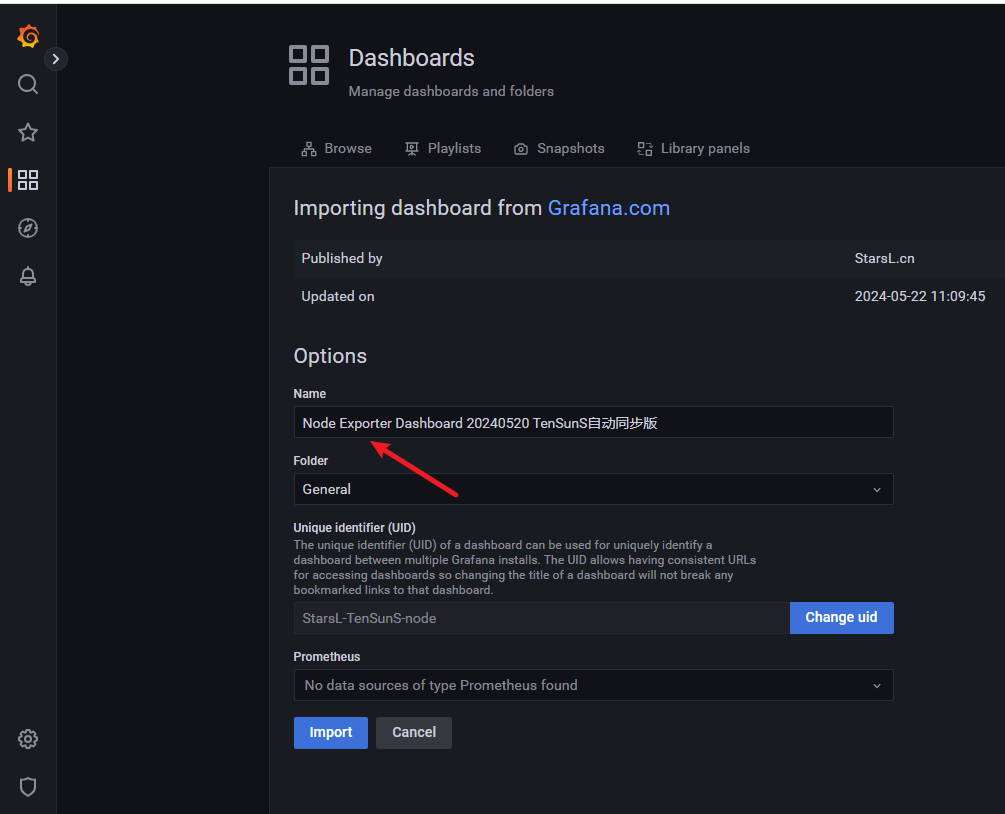 Dashboards
Manage dashboards and folders
Browse Playlists Snapshots Library panels
Importing dashboard from Grafana.com
Published by StarsL.cn
Updated on 2024-05-22 11:09:45
Options
Name
Node Exporter Dashboard 20240520 TenSunS自动同步版
Folder
General
Unique identifier (UID)
The unique identifier (UID) of a dashboard can be used for uniquely identify a
dashboard between multiple Grafana installs. The UID allows having consistent URLs
for accessing dashboards so changing the title of a dashboard will not break any
bookmarked links to that dashboard.
StarsL-TenSunS-node Change uid
Prometheus
No data sources of type Prometheus found
Import Cancel